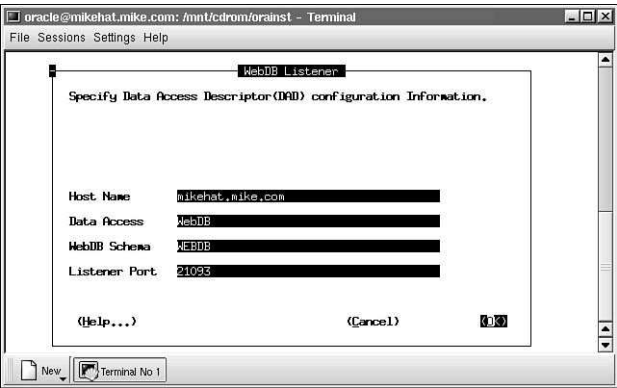 oracle@mikehat.mike.com: /mnt/cdrom/orainst - Terminal
File Sessions Settings Help
WebDB Listener
Specify Data Access Descriptor(DAD) configuration Information.
Host Name mikehat.mike.com
Data Access WebDB
WebDB Schema WEBDB
Listener Port 21093
(Help...) (Cancel) (OK)
New Terminal No 1